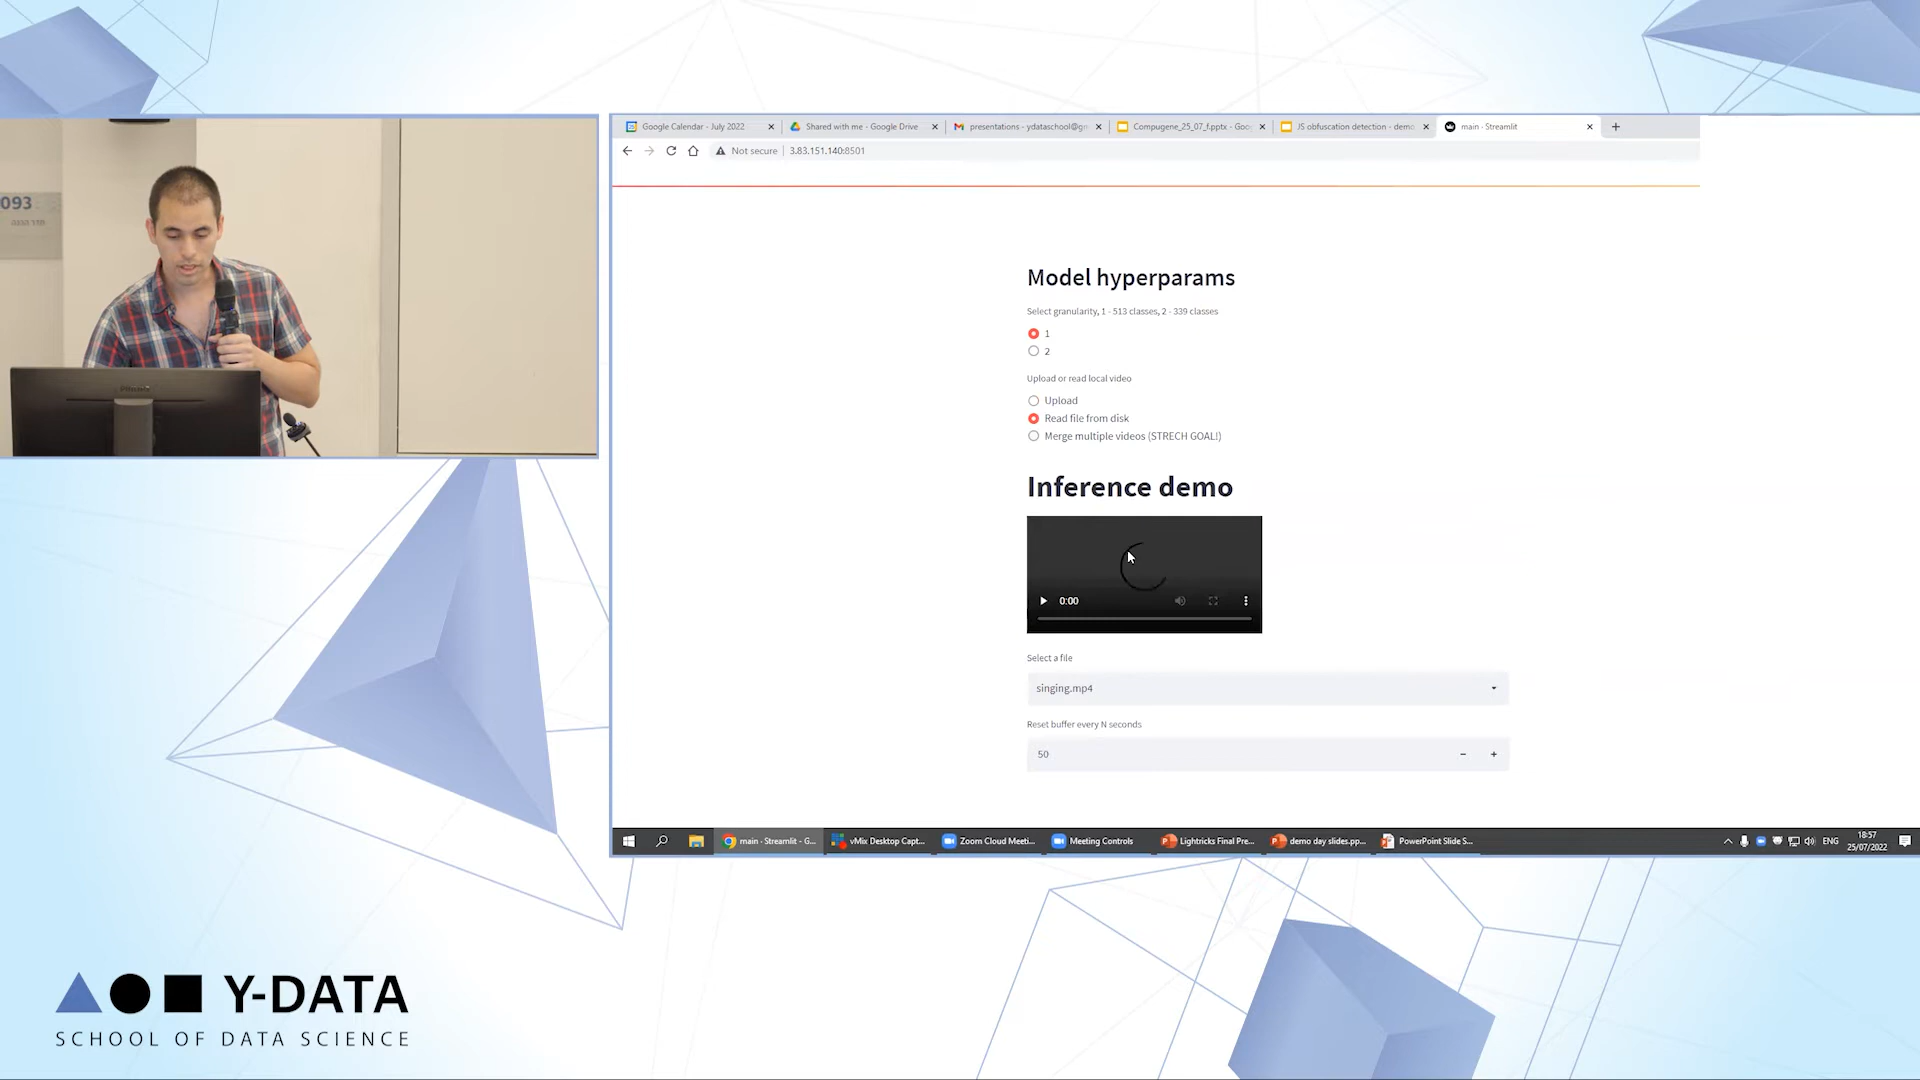 Google Calendar - July 2022
Shared with me - Google Drive
presentations - ydataschool@gm
Compugene_25_07_f.pptx - Goo
JS obfuscation detection - demo
main - Streamlit
Not secure
3.83.151.140:8501
093
Model hyperparams
Select granularity, 1 - 513 classes, 2 - 339 classes
1
2
Upload or read local video
Upload
Read file from disk
Merge multiple videos (STRECH GOAL!)
Inference demo
0:00
Select a file
singing.mp4
Reset buffer every N seconds
50
main - Streamlit - G...
vMix Desktop Capt...
Zoom Cloud Meeti...
Meeting Controls
Lightricks Final Pre...
demo day slides.pp...
PowerPoint Slide S...
ENG
18:57
25/07/2022
Y-DATA
SCHOOL OF DATA SCIENCE